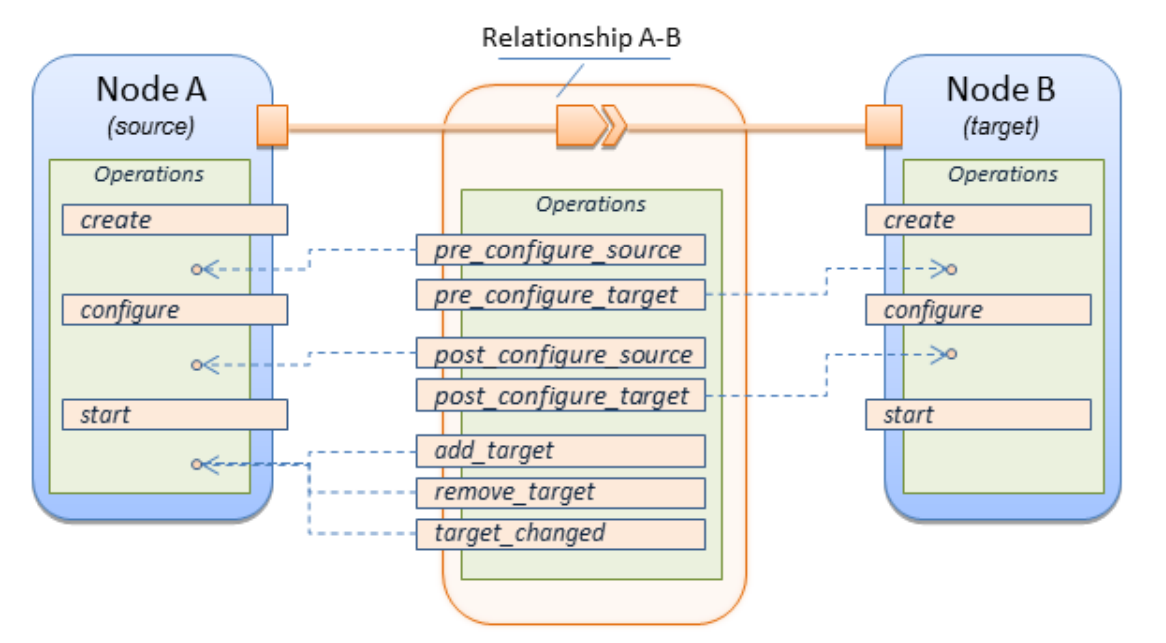 Relationship A-B
Node A
(source)
Operations
create
configure
start
Operations
pre_configure_source
pre_configure_target
post_configure_source
post_configure_target
add_target
remove_target
target_changed
Node B
(target)
Operations
create
configure
start